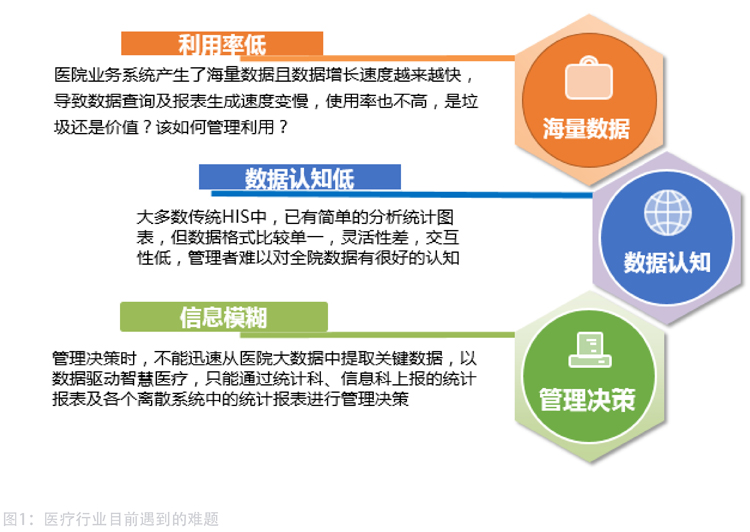 利用率低
医院业务系统产生了海量数据且数据增长速度越来越快，
导致数据查询及报表生成速度变慢，使用率也不高，是垃
圾还是价值？该如何管理利用？
海量数据
数据认知低
大多数传统HIS中，已有简单的分析统计图
表，但数据格式比较单一，灵活性差，交互
性低，管理者难以对全院数据有很好的认知
数据认知
信息模糊
管理决策时，不能迅速从医院大数据中提取关键数据，以
数据驱动智慧医疗，只能通过统计科、信息科上报的统计
报表及各个离散系统中的统计报表进行管理决策
管理决策
图1：医疗行业目前遇到的难题